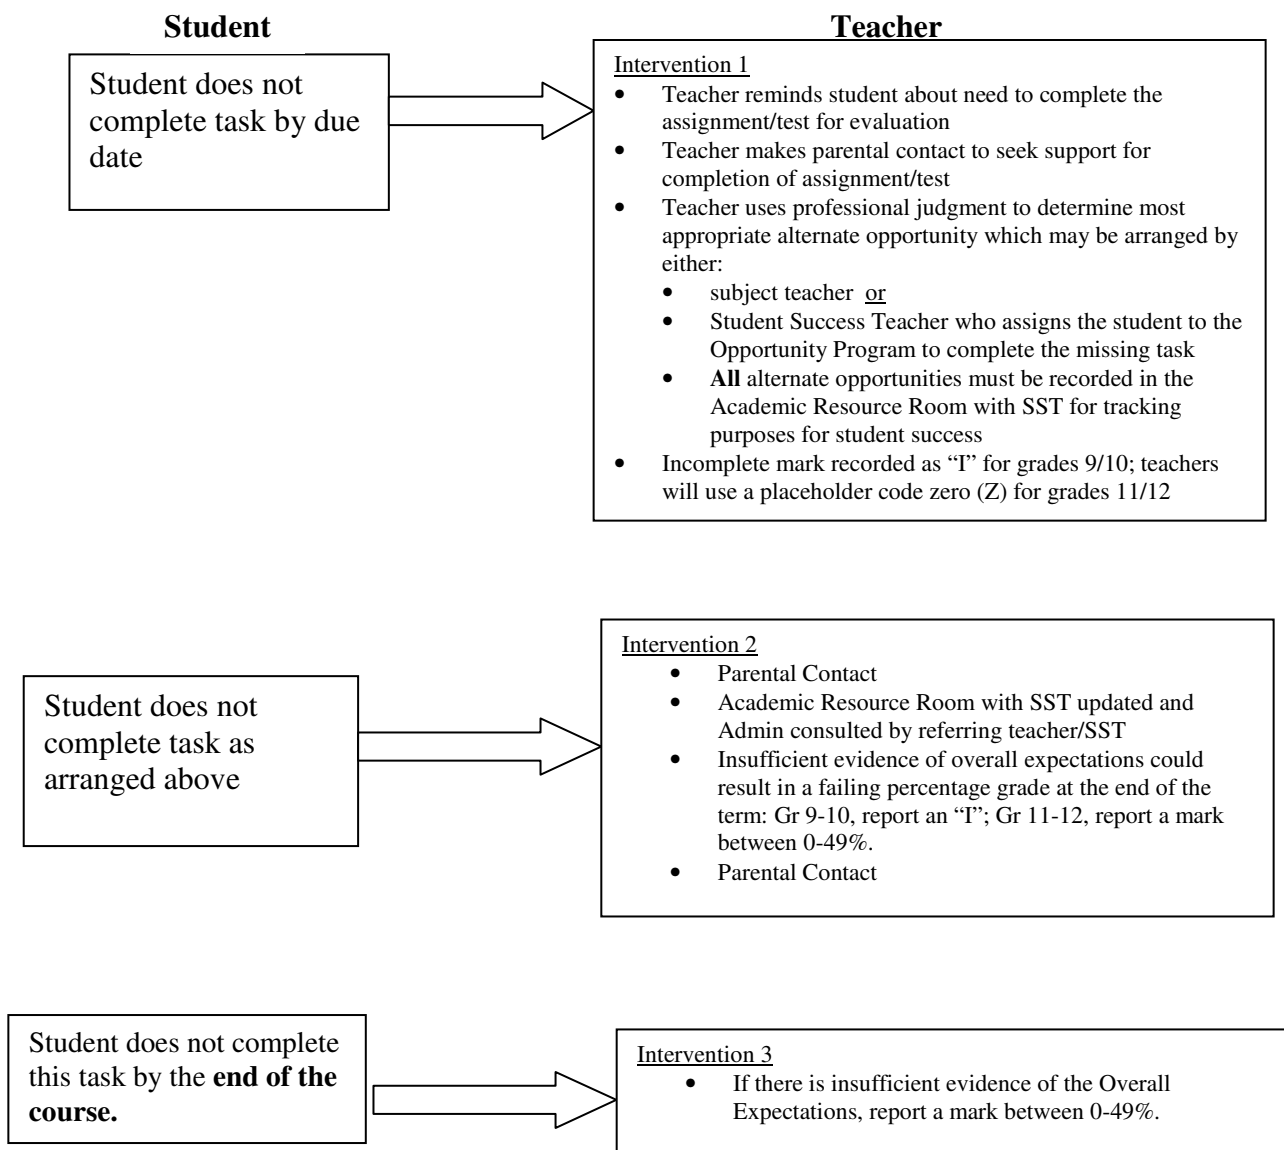 Student
Teacher
Student does not
complete task by due
date
Intervention 1
• Teacher reminds student about need to complete the
assignment/test for evaluation
• Teacher makes parental contact to seek support for
completion of assignment/test
• Teacher uses professional judgment to determine most
appropriate alternate opportunity which may be arranged by
either:
• subject teacher or
• Student Success Teacher who assigns the student to the
Opportunity Program to complete the missing task
• All alternate opportunities must be recorded in the
Academic Resource Room with SST for tracking
purposes for student success
• Incomplete mark recorded as “I” for grades 9/10; teachers
will use a placeholder code zero (Z) for grades 11/12
Student does not
complete task as
arranged above
Intervention 2
• Parental Contact
• Academic Resource Room with SST updated and
Admin consulted by referring teacher/SST
• Insufficient evidence of overall expectations could
result in a failing percentage grade at the end of the
term: Gr 9-10, report an “I”; Gr 11-12, report a mark
between 0-49%.
• Parental Contact
Student does not complete
this task by the end of the
course.
Intervention 3
• If there is insufficient evidence of the Overall
Expectations, report a mark between 0-49%.